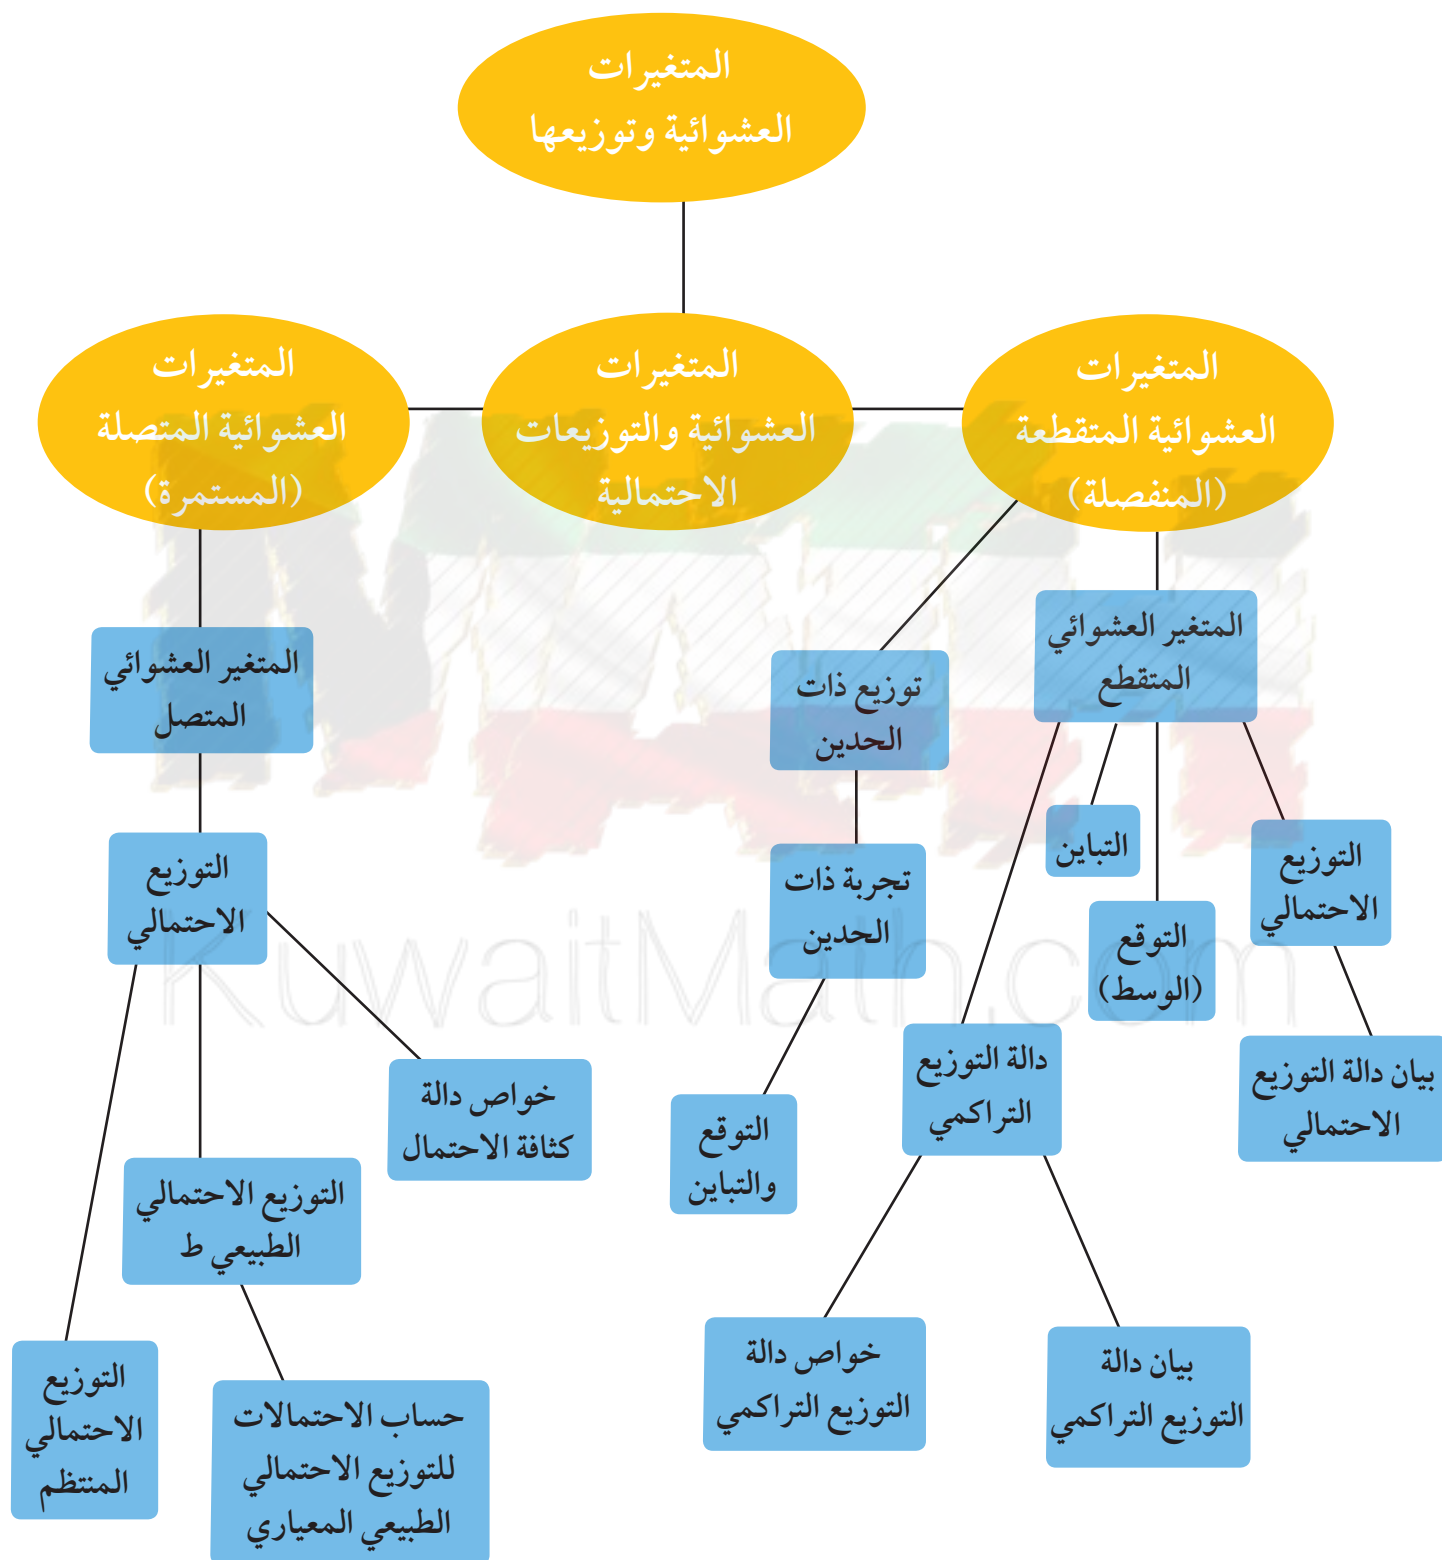 المتغيرات
العشوائية وتوزيعها
المتغيرات
العشوائية المتقطعة
(المنفصلة)
المتغيرات
العشوائية والتوزيعات
الاحتمالية
المتغيرات
العشوائية المتصلة
(المستمرة)
المتغير العشوائي
المتقطع
توزيع ذات
الحدين
المتغير العشوائي
المتصل
التوزيع
الاحتمالي
التباين
التوقع
(الوسط)
تجربة ذات
الحدين
التوزيع
الاحتمالي
بيان دالة التوزيع
الاحتمالي
دالة التوزيع
التراكمي
التوقع
والتباين
خواص دالة
كثافة الاحتمال
التوزيع الاحتمالي
الطبيعي ط
بيان دالة
التوزيع التراكمي
خواص دالة
التوزيع التراكمي
حساب الاحتمالات
للتوزيع الاحتمالي
الطبيعي المعياري
التوزيع
الاحتمالي
المنتظم
MATH
KuwaitMath.com